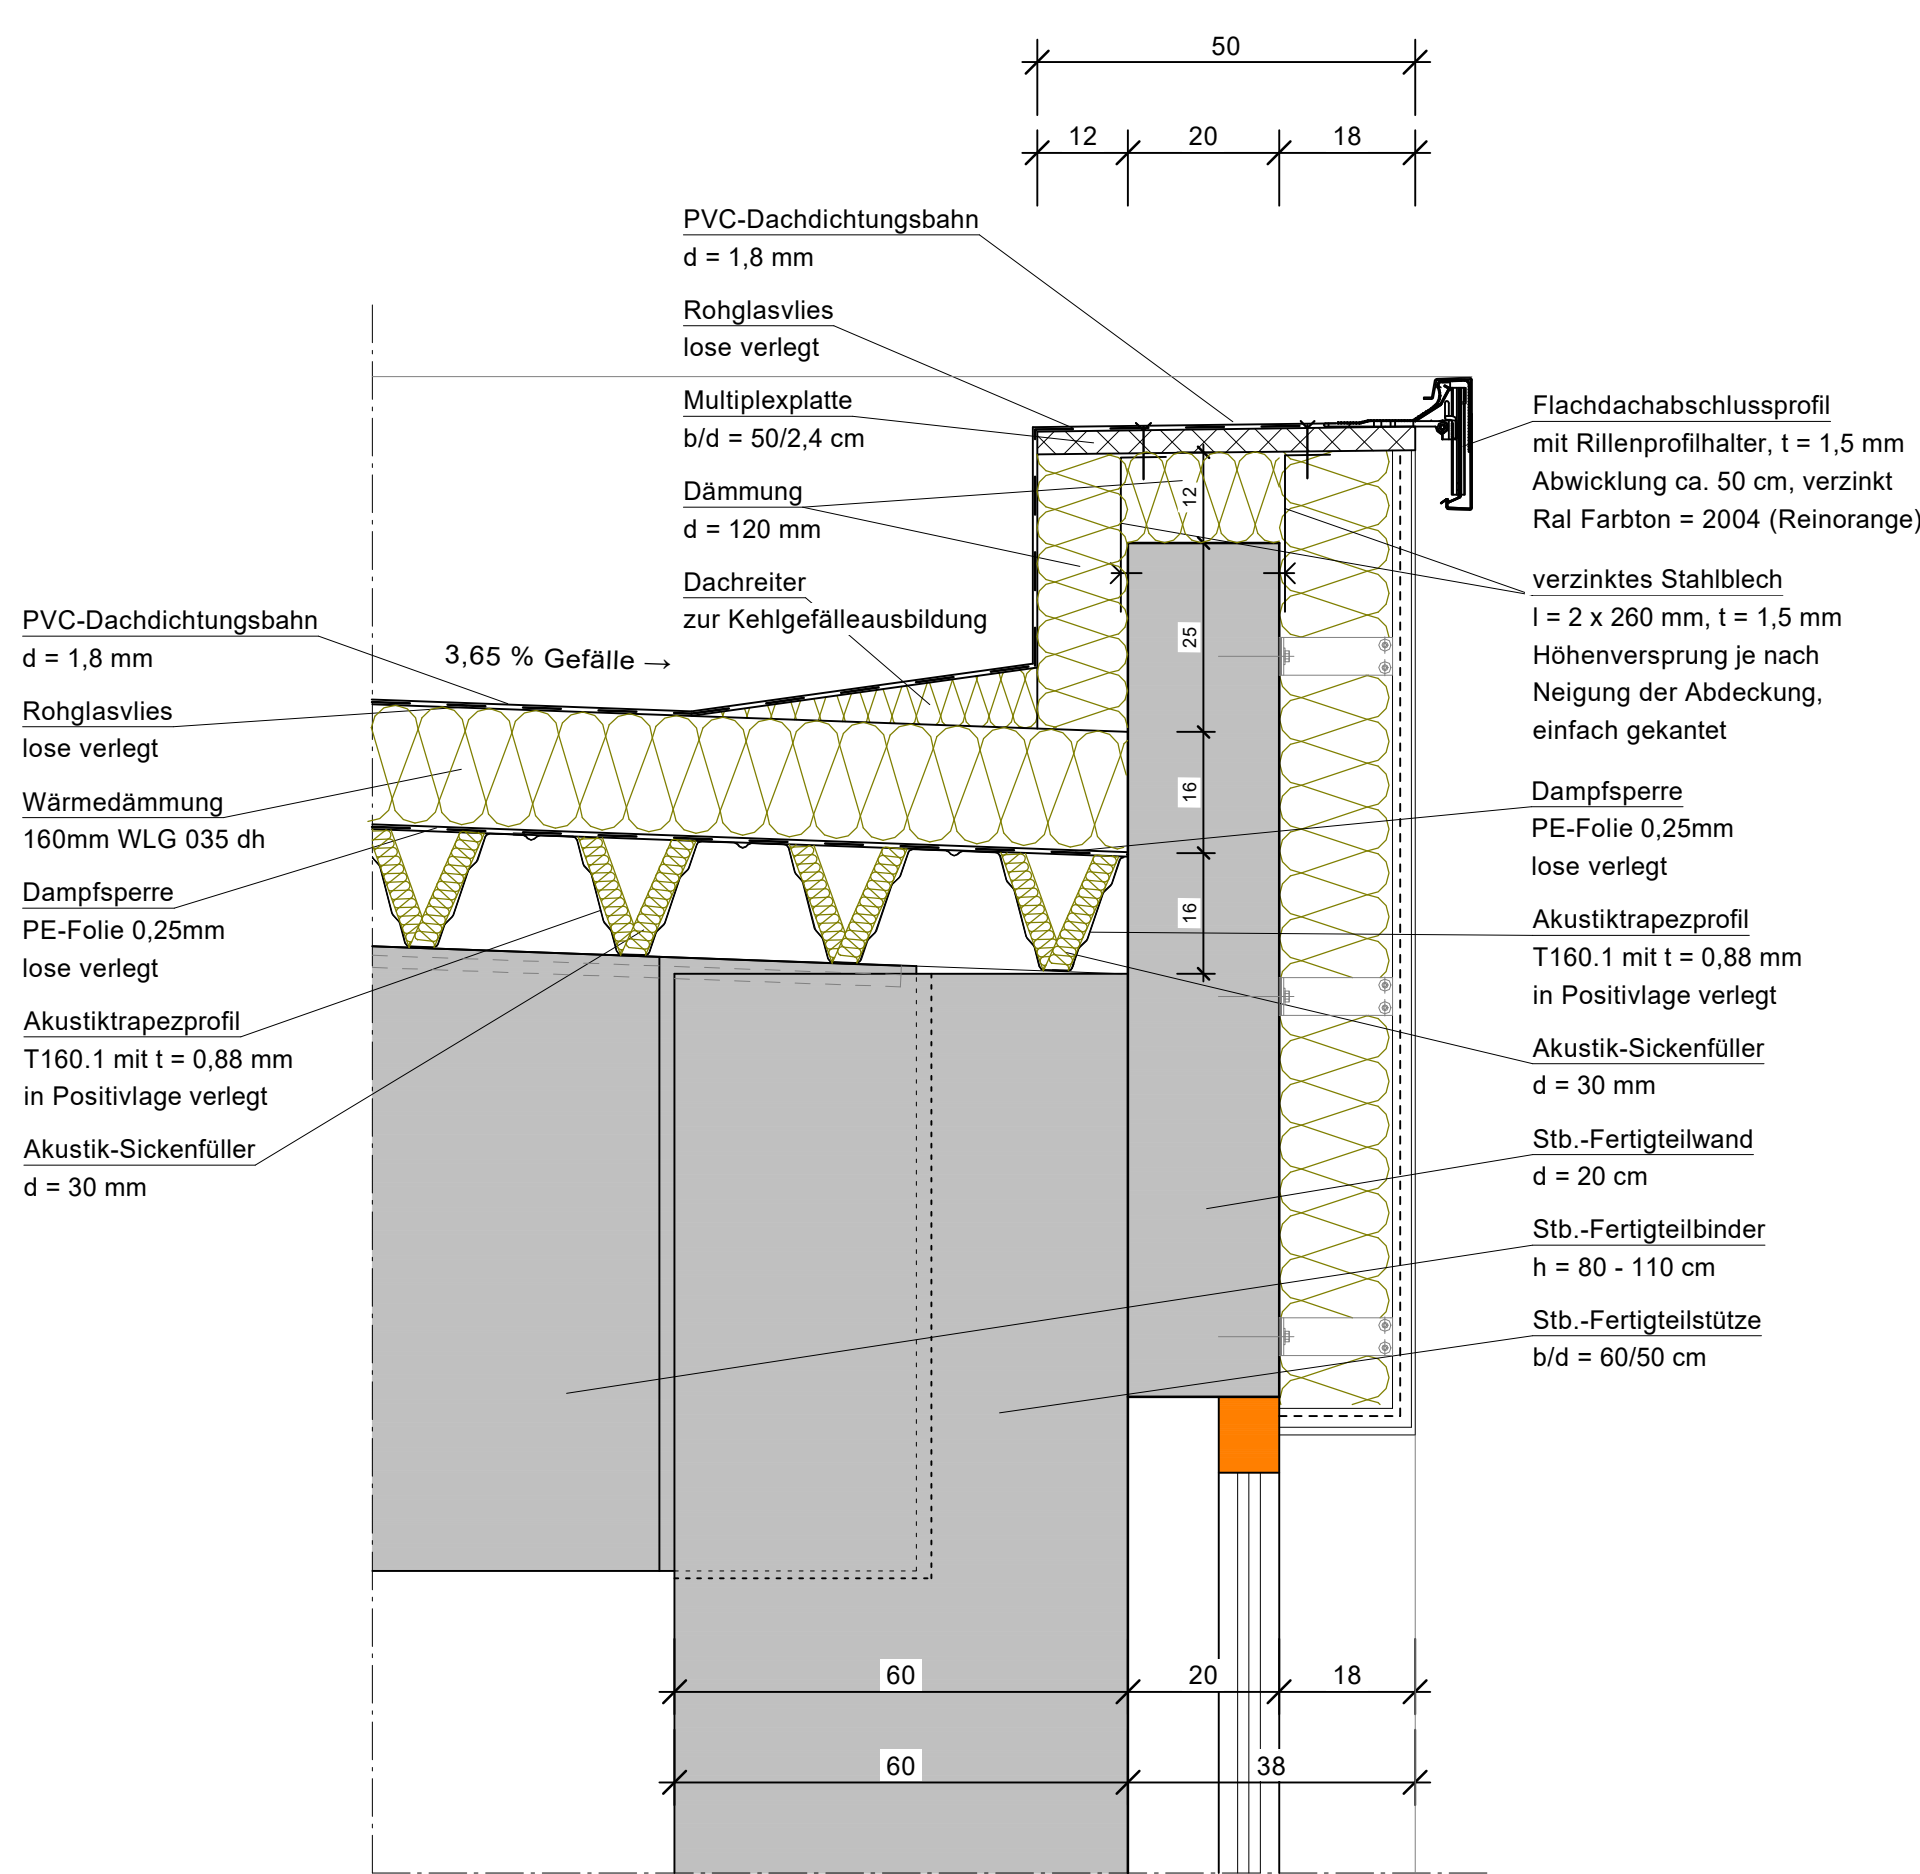 50
12
20
18
PVC-Dachdichtungsbahn
d = 1,8 mm
Rohglasvlies
lose verlegt
Multiplexplatte
b/d = 50/2,4 cm
Dämmung
d = 120 mm
Dachreiter
zur Kehlgefälleausbildung
3,65 % Gefälle →
PVC-Dachdichtungsbahn
d = 1,8 mm
Rohglasvlies
lose verlegt
Wärmedämmung
160mm WLG 035 dh
Dampfsperre
PE-Folie 0,25mm
lose verlegt
Akustiktrapezprofil
T160.1 mit t = 0,88 mm
in Positivlage verlegt
Akustik-Sickenfüller
d = 30 mm
12
25
16
16
Flachdachabschlussprofil
mit Rillenprofilhalter, t = 1,5 mm
Abwicklung ca. 50 cm, verzinkt
Ral Farbton = 2004 (Reinorange)
verzinktes Stahlblech
l = 2 x 260 mm, t = 1,5 mm
Höhenversprung je nach
Neigung der Abdeckung,
einfach gekantet
Dampfsperre
PE-Folie 0,25mm
lose verlegt
Akustiktrapezprofil
T160.1 mit t = 0,88 mm
in Positivlage verlegt
Akustik-Sickenfüller
d = 30 mm
Stb.-Fertigteilwand
d = 20 cm
Stb.-Fertigteilbinder
h = 80 - 110 cm
Stb.-Fertigteilstütze
b/d = 60/50 cm
60
20
18
60
38